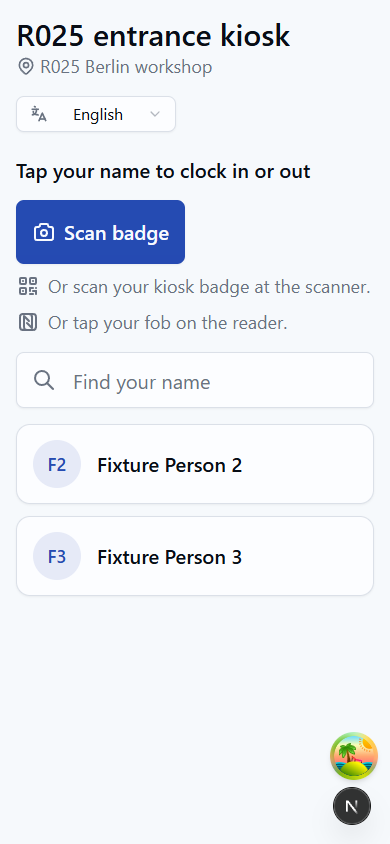 R025 entrance kiosk
R025 Berlin workshop
English
Tap your name to clock in or out
Scan badge
Or scan your kiosk badge at the scanner.
Or tap your fob on the reader.
Find your name
F2 Fixture Person 2
F3 Fixture Person 3
N